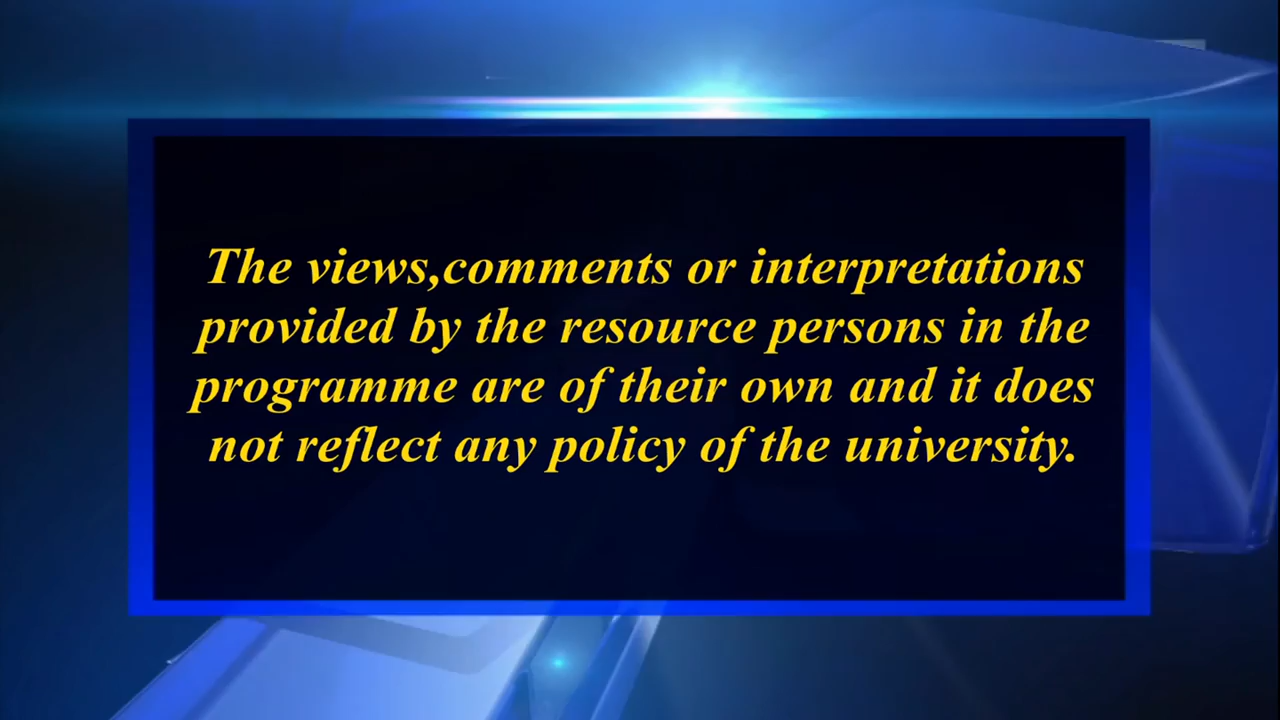 The views,comments or interpretations
provided by the resource persons in the
programme are of their own and it does
not reflect any policy of the university.